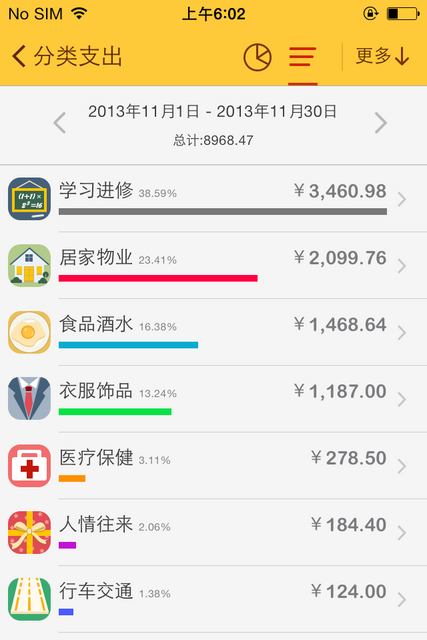 No SIM 上午6:02
分类支出 更多
2013年11月1日 - 2013年11月30日
总计:8968.47
学习进修 38.59% ￥3,460.98
居家物业 23.41% ￥2,099.76
食品酒水 16.38% ￥1,468.64
衣服饰品 13.24% ￥1,187.00
医疗保健 3.11% ￥278.50
人情往来 2.06% ￥184.40
行车交通 1.38% ￥124.00